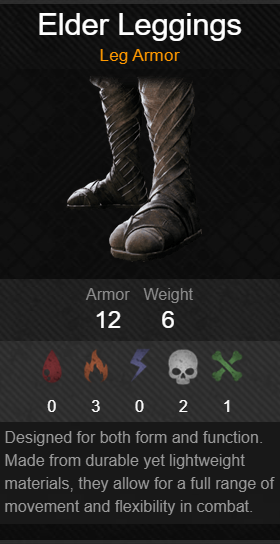 Elder Leggings
Leg Armor
Armor Weight
12 6
0 3 0 2 1
Designed for both form and function.
Made from durable yet lightweight
materials, they allow for a full range of
movement and flexibility in combat.